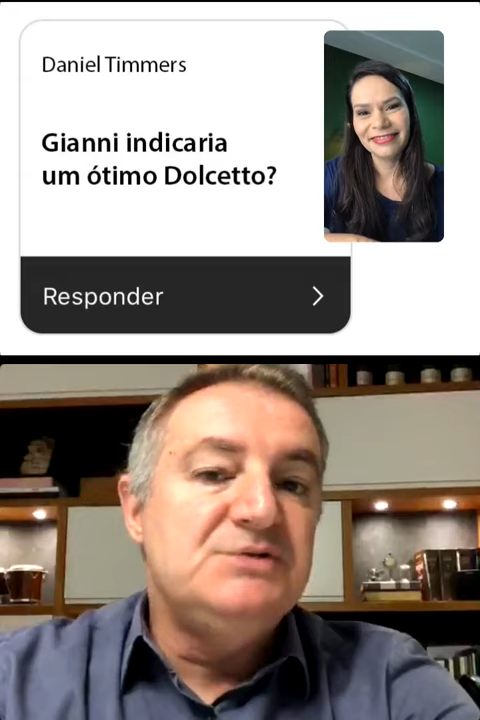 Daniel Timmers
Gianni indicaria
um ótimo Dolcetto?
Responder